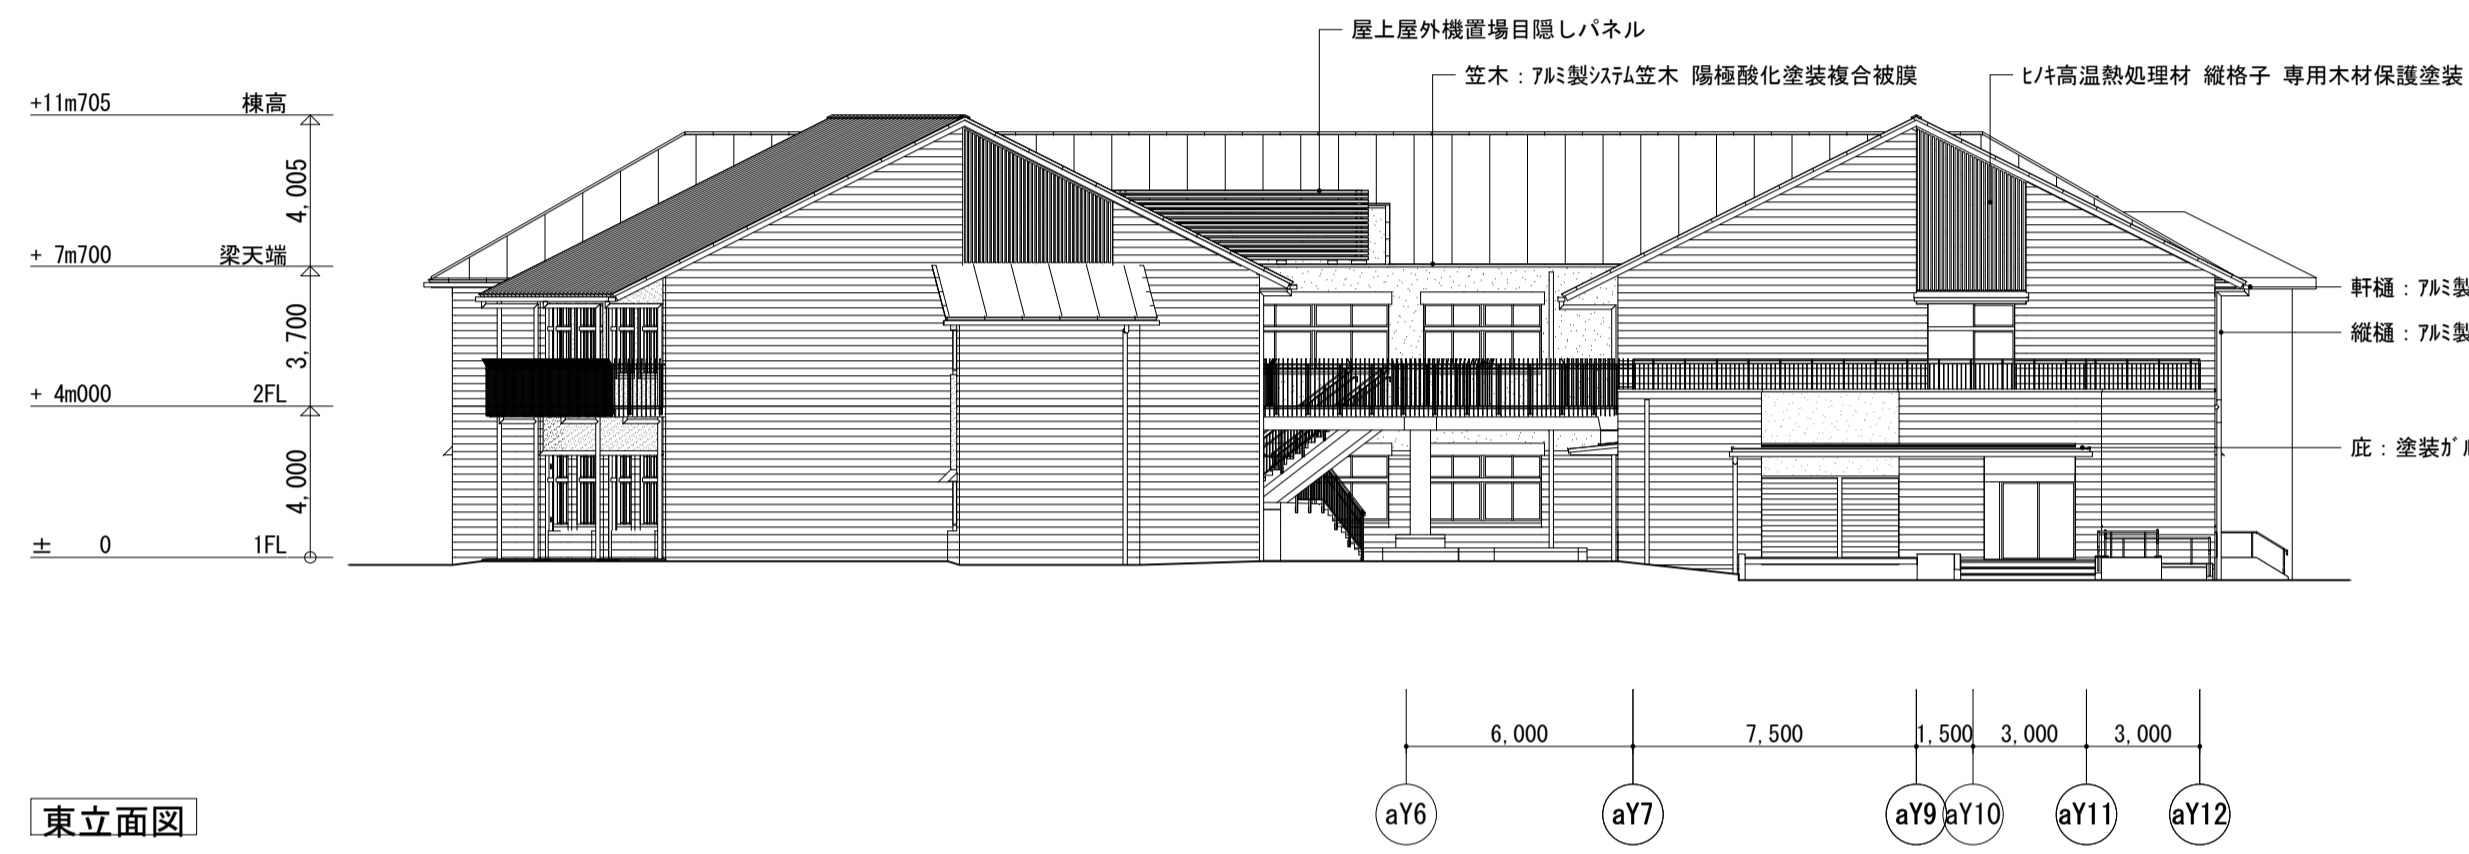 屋上屋外機置場目隠しパネル
笠木：ｱﾙﾐ製ｼｽﾃﾑ笠木 陽極酸化塗装複合被膜
ﾋﾉｷ高温熱処理材 縦格子 専用木材保護塗装
+11m705 棟高
4,005
+ 7m700 梁天端
3,700
+ 4m000 2FL
4,000
± 0 1FL
軒樋：ｱﾙﾐ製
縦樋：ｱﾙﾐ製
庇：塗装ｶﾞﾙ
6,000 7,500 1,500 3,000 3,000
aY6 aY7 aY9 aY10 aY11 aY12
東立面図